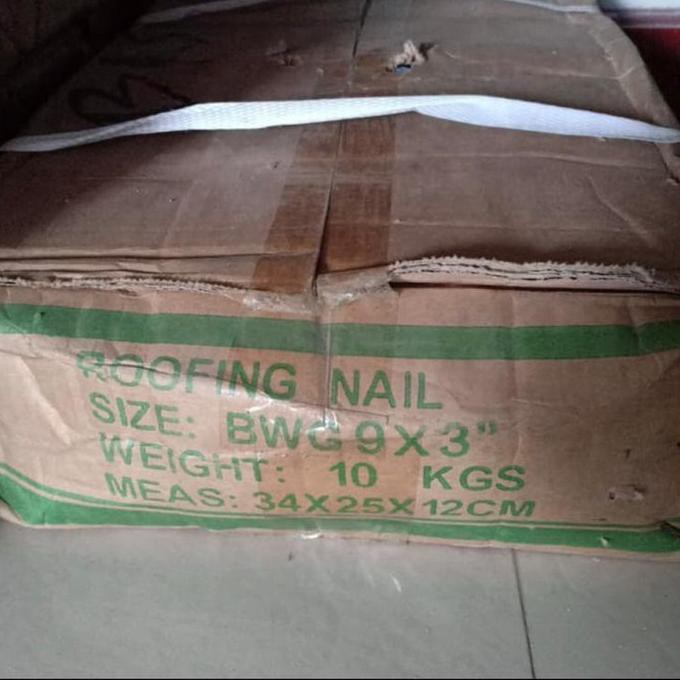 ROOFING NAIL
SIZE: BWG 9X3"
WEIGHT: 10 KGS
MEAS: 34X25X12CM